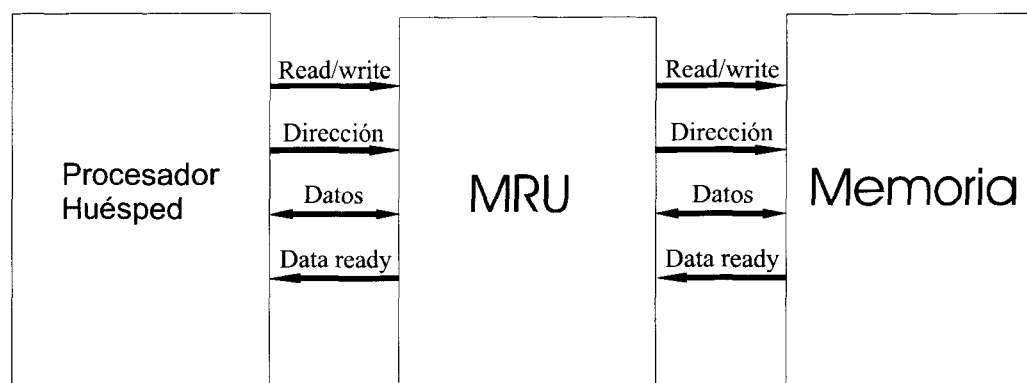 Read/write
Read/write
Dirección
Dirección
Procesador
Huésped
MRU
Memoria
Datos
Datos
Data ready
Data ready